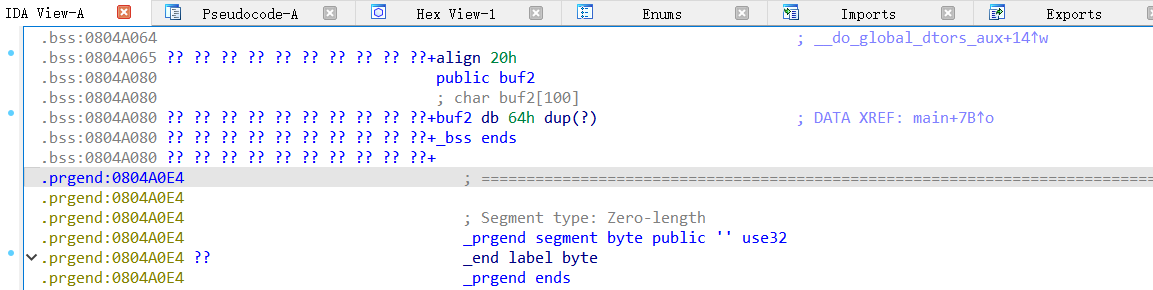 IDA View-A Pseudocode-A Hex View-1 Enums Imports Exports
.bss:0804A064 ; __do_global_dtors_aux+14↑w
.bss:0804A065 ?? ?? ?? ?? ?? ?? ?? ?? ?? ??+align 20h
.bss:0804A080 public buf2
.bss:0804A080 ; char buf2[100]
.bss:0804A080 ?? ?? ?? ?? ?? ?? ?? ?? ?? ??+buf2 db 64h dup(?) ; DATA XREF: main+7B↑o
.bss:0804A080 ?? ?? ?? ?? ?? ?? ?? ?? ?? ??+_bss ends
.bss:0804A080 ?? ?? ?? ?? ?? ?? ?? ?? ?? ??+
.prgend:0804A0E4 ; ===========================================================================
.prgend:0804A0E4
.prgend:0804A0E4 ; Segment type: Zero-length
.prgend:0804A0E4 _prgend segment byte public '' use32
.prgend:0804A0E4 ?? _end label byte
.prgend:0804A0E4 _prgend ends